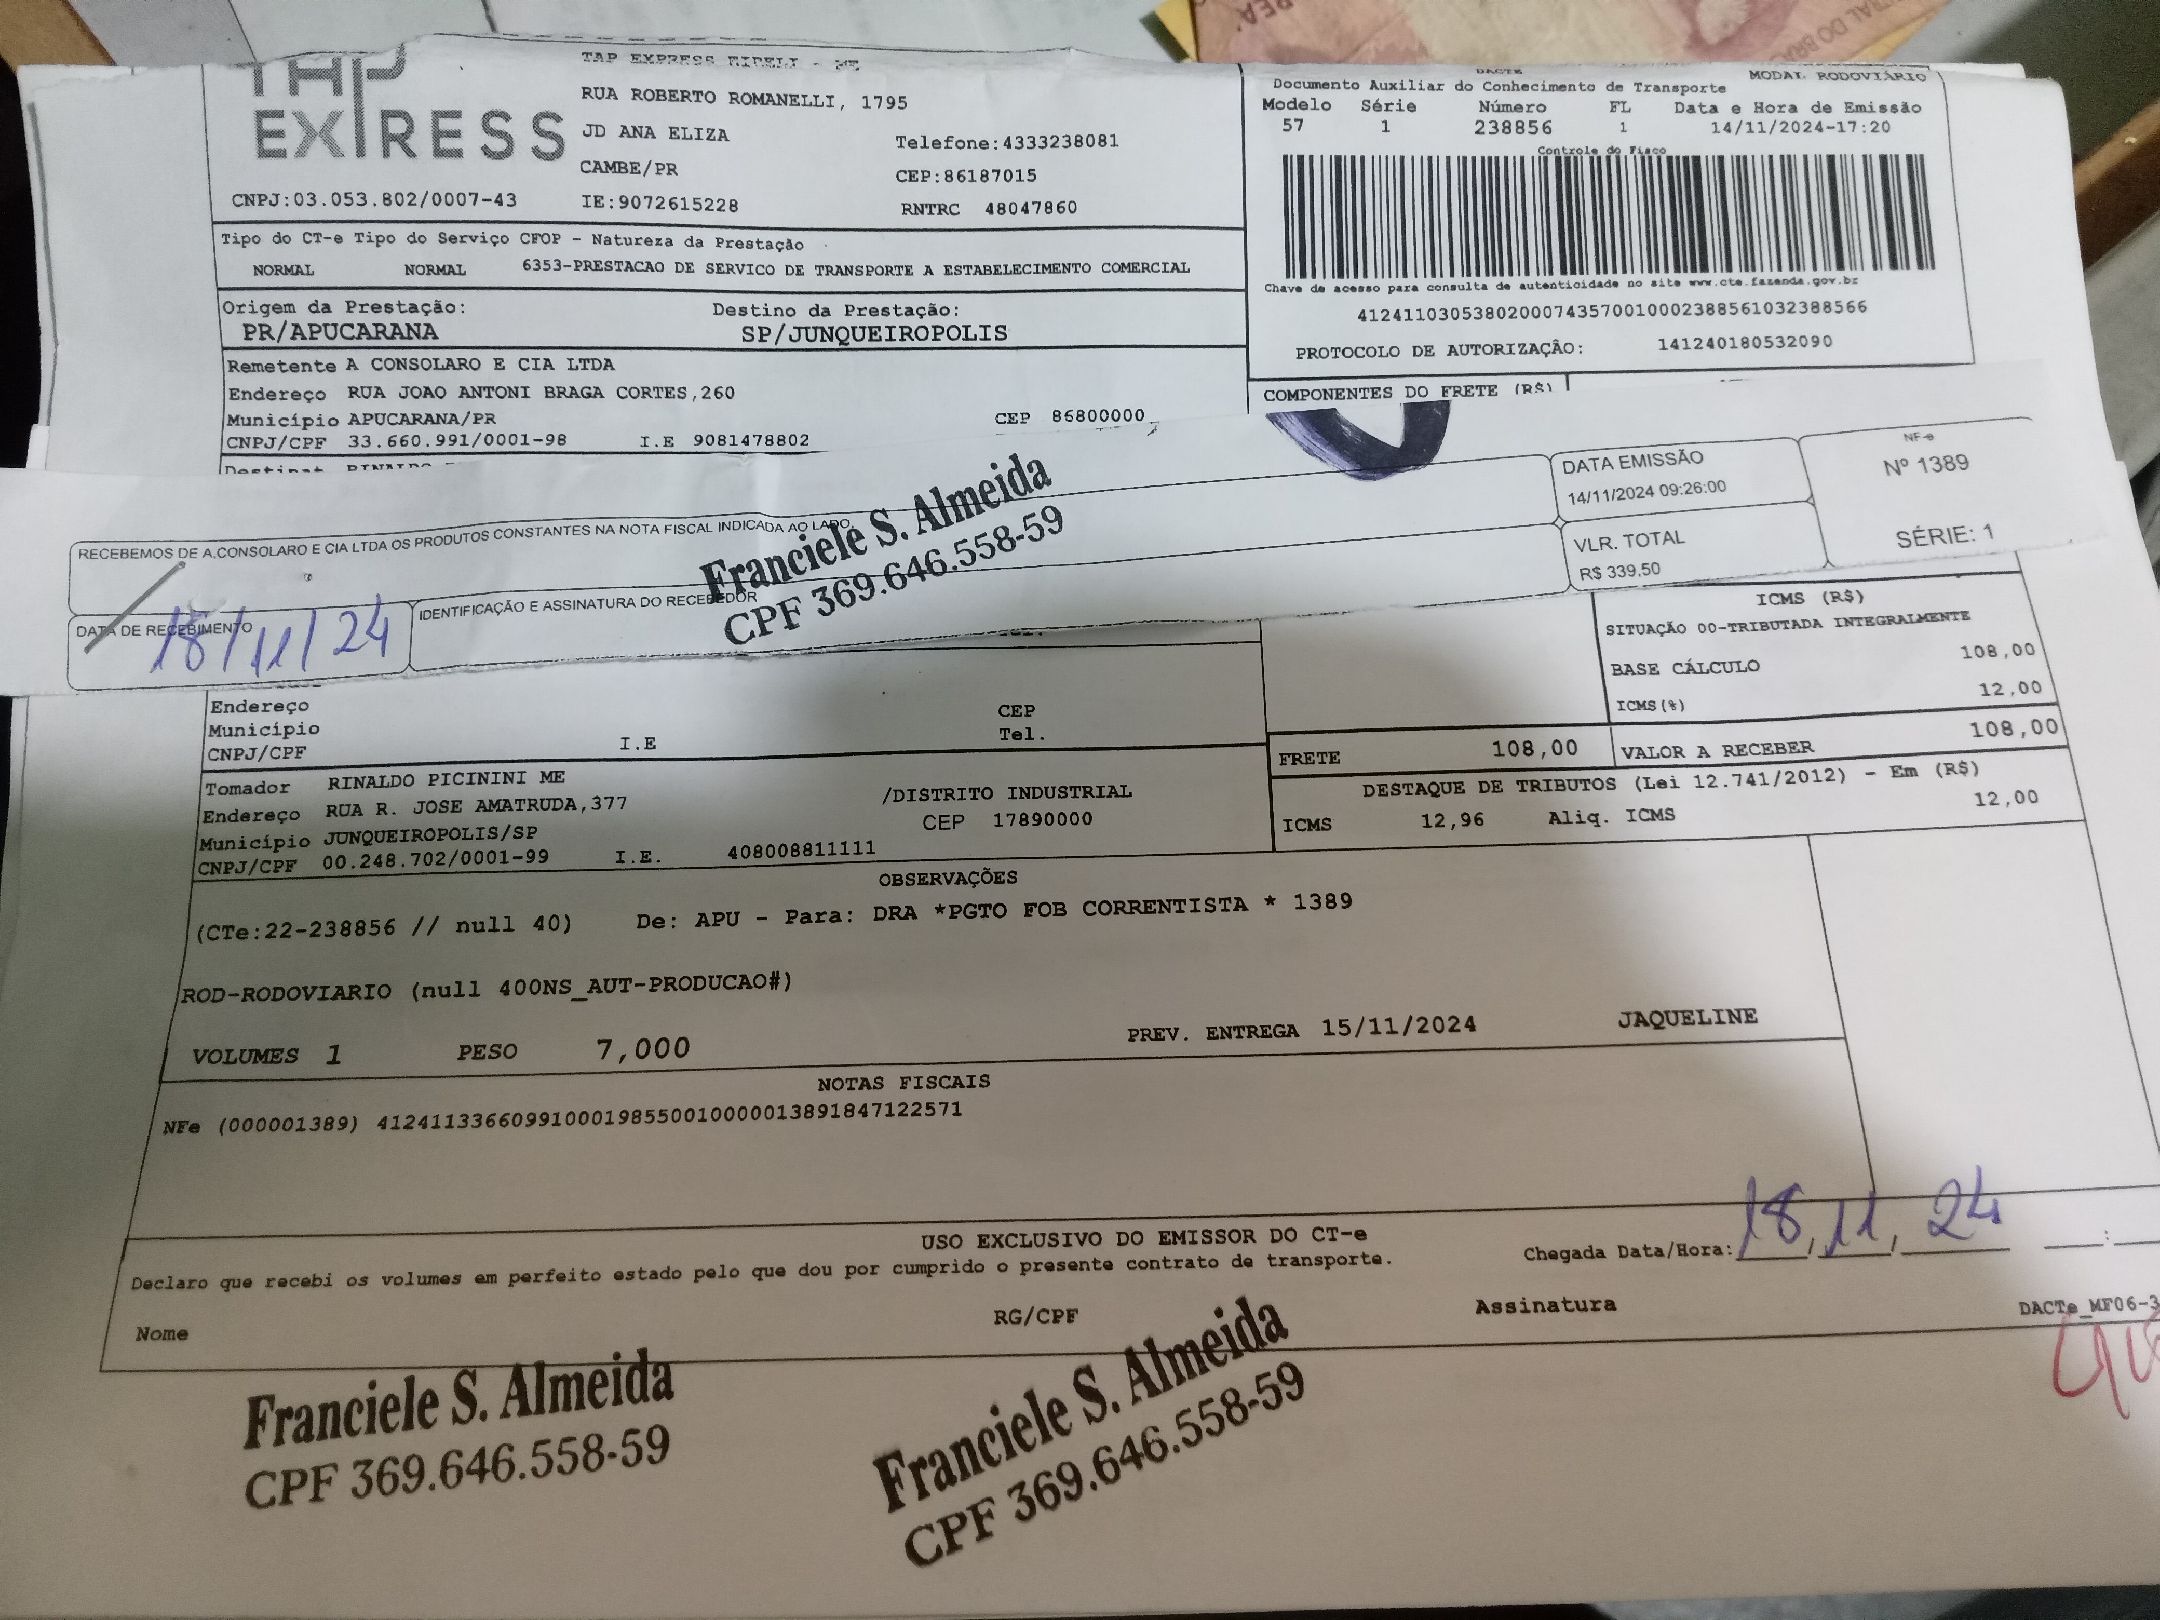 TAP
EXPRESS
TAP EXPRESS EIRELI - ME
RUA ROBERTO ROMANELLI, 1795
JD ANA ELIZA
Telefone:4333238081
CAMBE/PR
CEP:86187015
CNPJ:03.053.802/0007-43
IE:9072615228
RNTRC 48047860
DACTE
MODAL RODOVIÁRIO
Documento Auxiliar do Conhecimento de Transporte
Modelo Série Número FL Data e Hora de Emissão
57 1 238856 1 14/11/2024-17:20
Controle do Fisco
Chave de acesso para consulta de autenticidade no site www.cte.fazenda.gov.br
41241103053802000743570010002388561032388566
PROTOCOLO DE AUTORIZAÇÃO: 141240180532090
Tipo do CT-e Tipo do Serviço CFOP - Natureza da Prestação
NORMAL NORMAL 6353-PRESTACAO DE SERVICO DE TRANSPORTE A ESTABELECIMENTO COMERCIAL
Origem da Prestação: Destino da Prestação:
PR/APUCARANA SP/JUNQUEIROPOLIS
Remetente A CONSOLARO E CIA LTDA
Endereço RUA JOAO ANTONI BRAGA CORTES,260
Município APUCARANA/PR CEP 86800000
CNPJ/CPF 33.660.991/0001-98 I.E 9081478802
COMPONENTES DO FRETE (R$)
Destinat RINALDO
RECEBEMOS DE A.CONSOLARO E CIA LTDA OS PRODUTOS CONSTANTES NA NOTA FISCAL INDICADA AO LADO.
DATA EMISSÃO
14/11/2024 09:26:00
NF-e
Nº 1389
VLR. TOTAL
R$ 339.50
SÉRIE: 1
DATA DE RECEBIMENTO
18/11/24
IDENTIFICAÇÃO E ASSINATURA DO RECEBEDOR
Franciele S. Almeida
CPF 369.646.558-59
ICMS (R$)
SITUAÇÃO 00-TRIBUTADA INTEGRALMENTE
BASE CÁLCULO 108,00
ICMS(%) 12,00
Endereço CEP
Município Tel.
CNPJ/CPF I.E
FRETE 108,00 VALOR A RECEBER 108,00
Tomador RINALDO PICININI ME
Endereço RUA R. JOSE AMATRUDA,377 /DISTRITO INDUSTRIAL
Município JUNQUEIROPOLIS/SP CEP 17890000
CNPJ/CPF 00.248.702/0001-99 I.E. 408008811111
DESTAQUE DE TRIBUTOS (Lei 12.741/2012) - Em (R$)
ICMS 12,96 Aliq. ICMS 12,00
OBSERVAÇÕES
(CTe:22-238856 // null 40) De: APU - Para: DRA *PGTO FOB CORRENTISTA * 1389
ROD-RODOVIARIO (null 400NS_AUT-PRODUCAO#)
VOLUMES 1 PESO 7,000 PREV. ENTREGA 15/11/2024 JAQUELINE
NOTAS FISCAIS
NFe (000001389) 41241133660991000198550010000013891847122571
USO EXCLUSIVO DO EMISSOR DO CT-e
Declaro que recebi os volumes em perfeito estado pelo que dou por cumprido o presente contrato de transporte.
Chegada Data/Hora: 18/11/24 :
Nome RG/CPF Assinatura DACTe_MF06-3
Franciele S. Almeida
CPF 369.646.558-59
Franciele S. Almeida
CPF 369.646.558-59